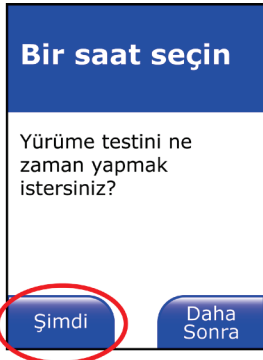 Bir saat seçin
Yürüme testini ne
zaman yapmak
istersiniz?
Şimdi
Daha
Sonra